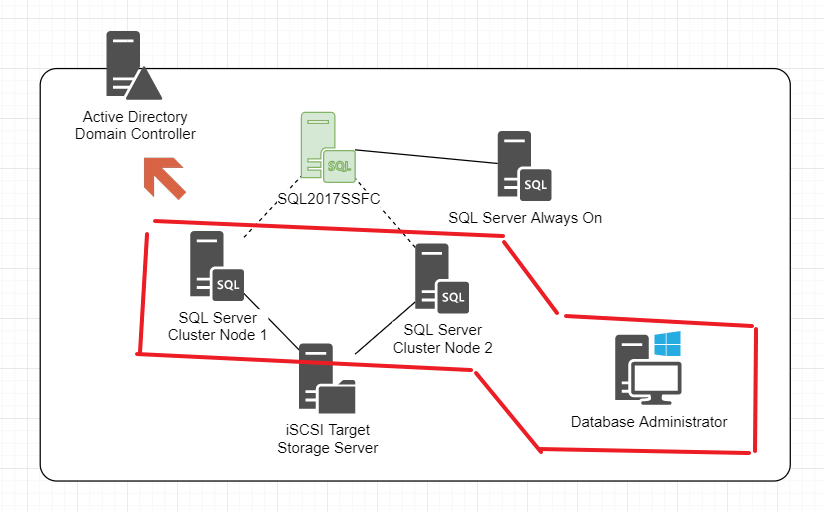 Active Directory
Domain Controller
SQL
SQL2017SSFC
SQL
SQL Server Always On
SQL
SQL Server
Cluster Node 1
SQL
SQL Server
Cluster Node 2
iSCSI Target
Storage Server
Database Administrator